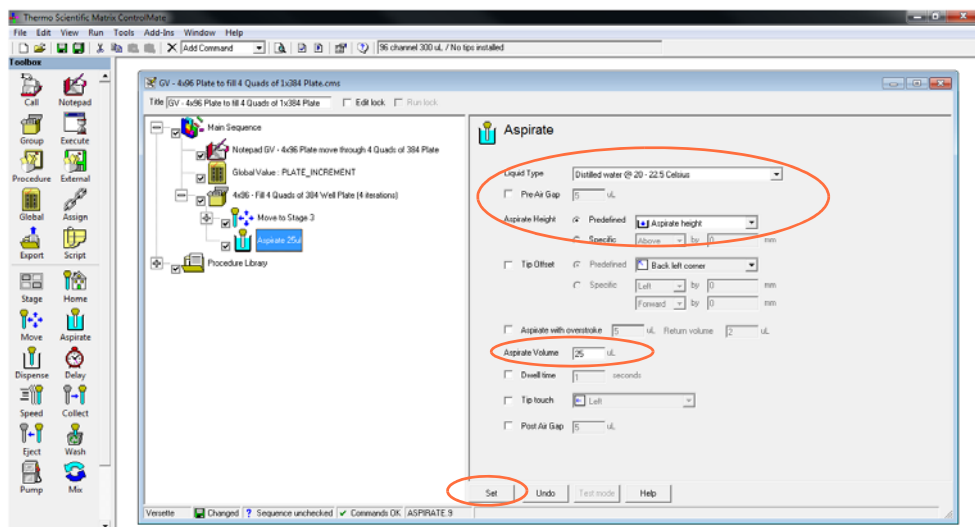 Thermo Scientific Matrix ControlMate
File Edit View Run Tools Add-Ins Window Help
Add Command 96 channel 300 uL / No tips installed
Toolbox
Call Notepad
Group Execute
Procedure External
Global Assign
Export Script
Stage Home
Move Aspirate
Dispense Delay
Speed Collect
Eject Wash
Pump Mix
GV - 4x96 Plate to fill 4 Quads of 1x384 Plate.cms
Title GV - 4x96 Plate to fill 4 Quads of 1x384 Plate Edit lock Run lock
Main Sequence
Notepad GV - 4x96 Plate move through 4 Quads of 384 Plate
Global Value : PLATE_INCREMENT
4x96 - Fill 4 Quads of 384 Well Plate (4 iterations)
Move to Stage 3
Aspirate 25ul
Procedure Library
Aspirate
Liquid Type Distilled water @ 20 - 22.5 Celsius
Pre Air Gap 5 uL
Aspirate Height Predefined Aspirate height
Specific Above by 0 mm
Tip Offset Predefined Back left corner
Specific Left by 0 mm
Forward by 0 mm
Aspirate with overstroke 5 uL Return volume 2 uL
Aspirate Volume 25 uL
Dwell time 1 seconds
Tip touch Left
Post Air Gap 5 uL
Set Undo Test mode Help
Versette Changed ? Sequence unchecked Commands OK ASPIRATE.9